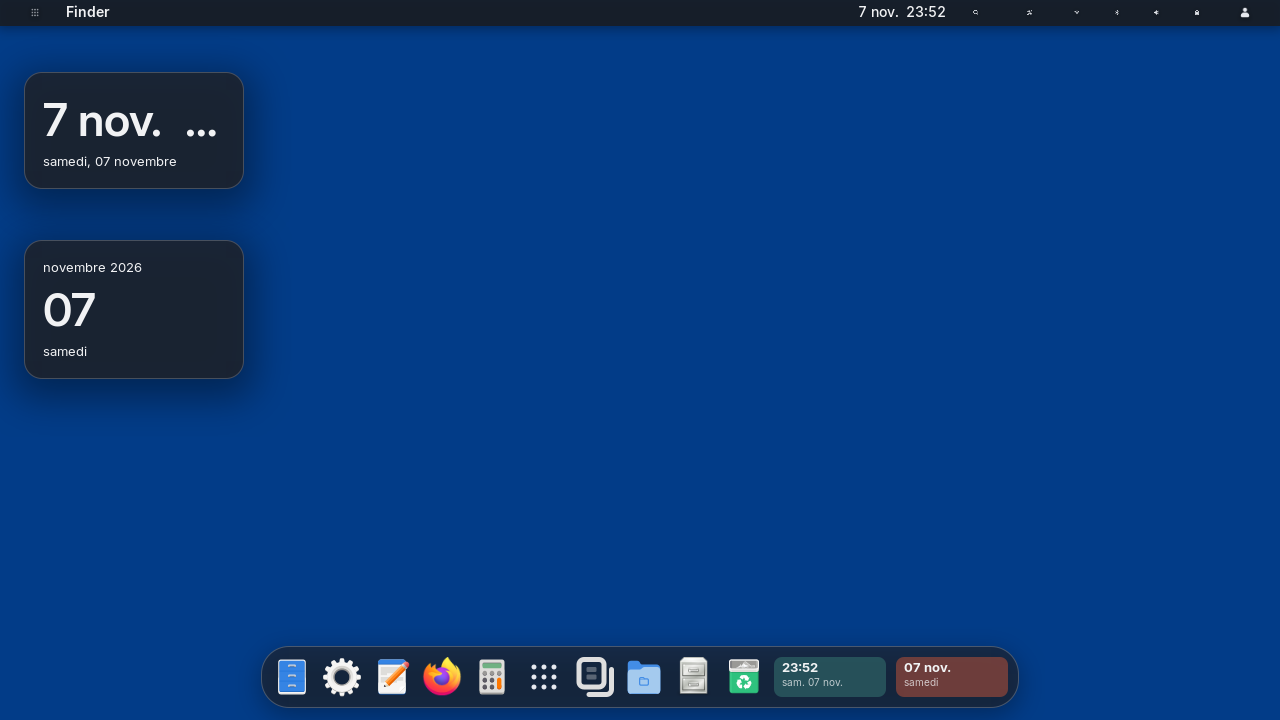 Finder
7 nov. 23:52
7 nov. ...
samedi, 07 novembre
novembre 2026
07
samedi
23:52
sam. 07 nov.
07 nov.
samedi